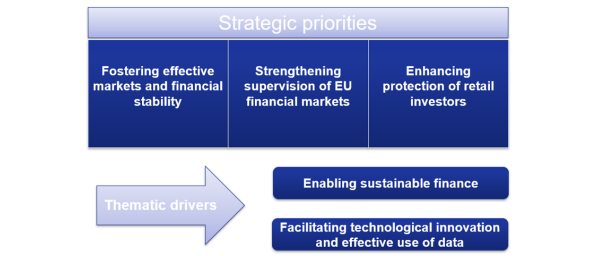 Strategic priorities
Fostering effective
markets and financial
stability
Strengthening
supervision of EU
financial markets
Enhancing
protection of retail
investors
Thematic drivers
Enabling sustainable finance
Facilitating technological innovation
and effective use of data